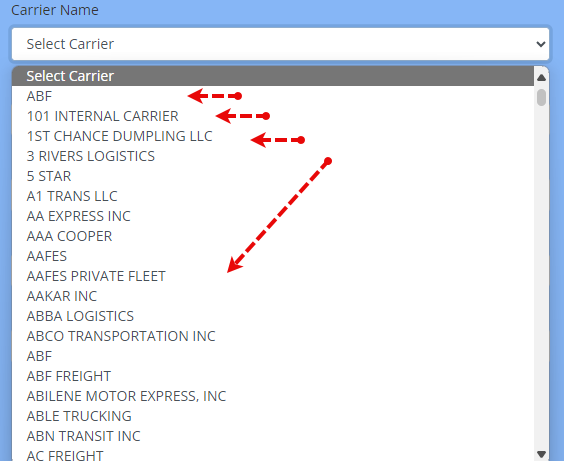 Carrier Name
Select Carrier
Select Carrier
ABF
101 INTERNAL CARRIER
1ST CHANCE DUMPLING LLC
3 RIVERS LOGISTICS
5 STAR
A1 TRANS LLC
AA EXPRESS INC
AAA COOPER
AAFES
AAFES PRIVATE FLEET
AAKAR INC
ABBA LOGISTICS
ABCO TRANSPORTATION INC
ABF
ABF FREIGHT
ABILENE MOTOR EXPRESS, INC
ABLE TRUCKING
ABN TRANSIT INC
AC FREIGHT